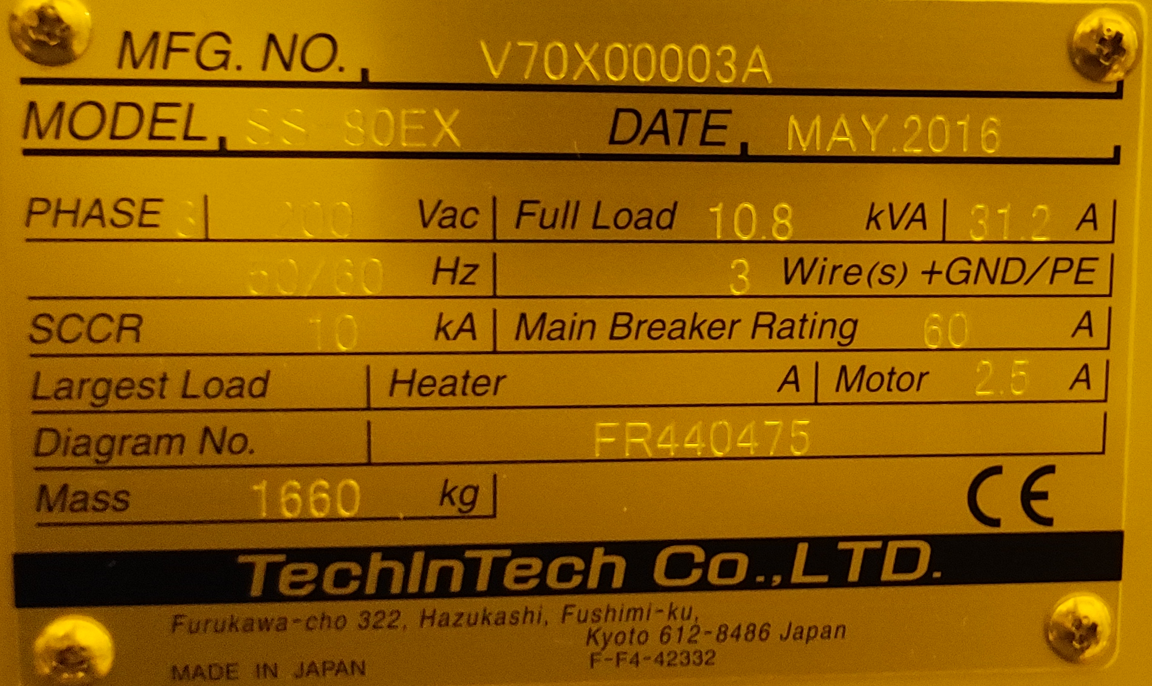 MFG. NO. V70X00003A
MODEL SS 80EX DATE MAY.2016
PHASE 3 200 Vac Full Load 10.8 kVA 31.2 A
50/60 Hz 3 Wire(s) +GND/PE
SCCR 10 kA Main Breaker Rating 60 A
Largest Load Heater A Motor 2.5 A
Diagram No. FR440475
Mass 1660 kg CE
TechInTech Co.,LTD.
Furukawa-cho 322, Hazukashi, Fushimi-ku,
Kyoto 612-8486 Japan
F-F4-42332
MADE IN JAPAN